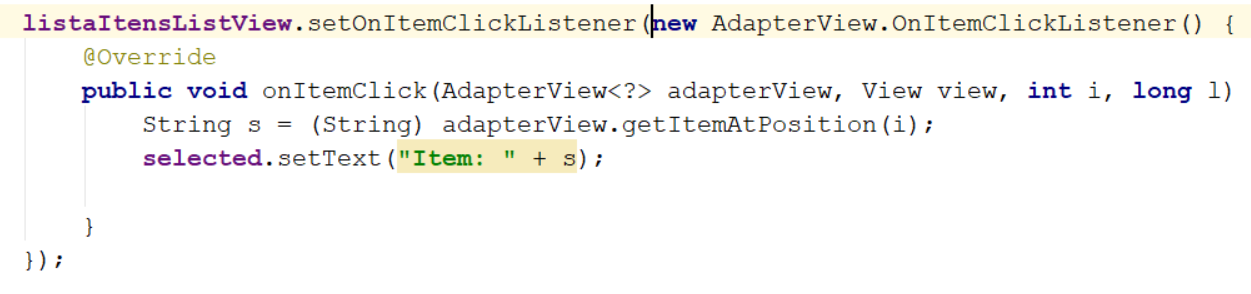 listaItensListView.setOnItemClickListener(new AdapterView.OnItemClickListener() {
@Override
public void onItemClick(AdapterView<?> adapterView, View view, int i, long l)
String s = (String) adapterView.getItemAtPosition(i);
selected.setText("Item: " + s);
}
});